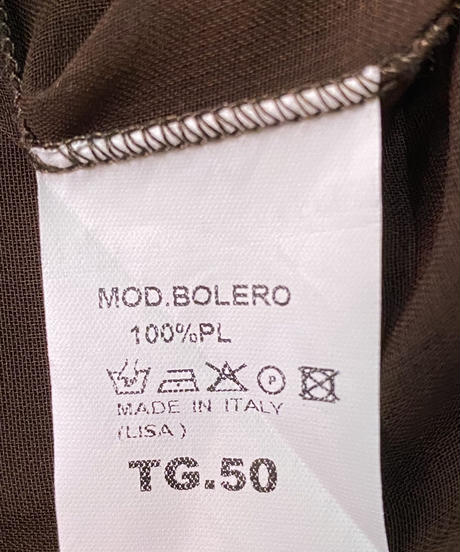 MOD.BOLERO
100%PL
P
MADE IN ITALY
(LISA)
TG.50